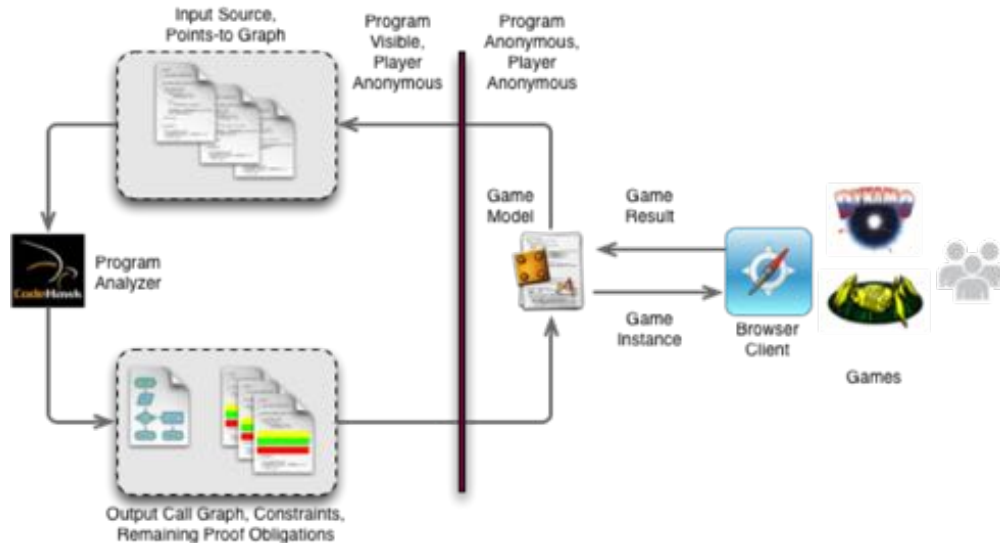 Input Source,
Points-to Graph
Program
Visible,
Player
Anonymous
Program
Anonymous,
Player
Anonymous
CodeHawk
Program
Analyzer
Game
Model
Game
Result
Game
Instance
Browser
Client
Games
Output Call Graph, Constraints,
Remaining Proof Obligations